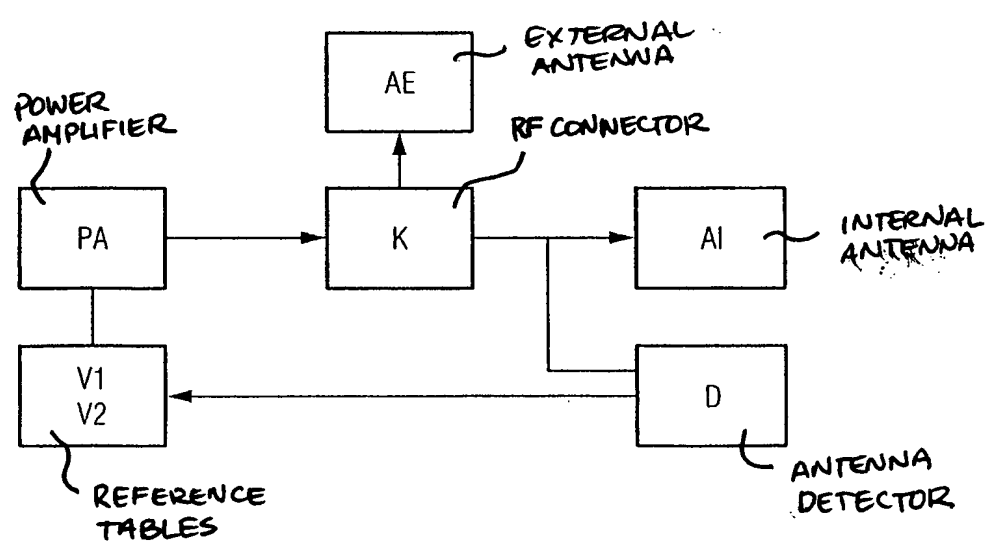 EXTERNAL
ANTENNA
AE
POWER
AMPLIFIER
RF CONNECTOR
PA
K
AI
INTERNAL
ANTENNA
V1
V2
D
REFERENCE
TABLES
ANTENNA
DETECTOR